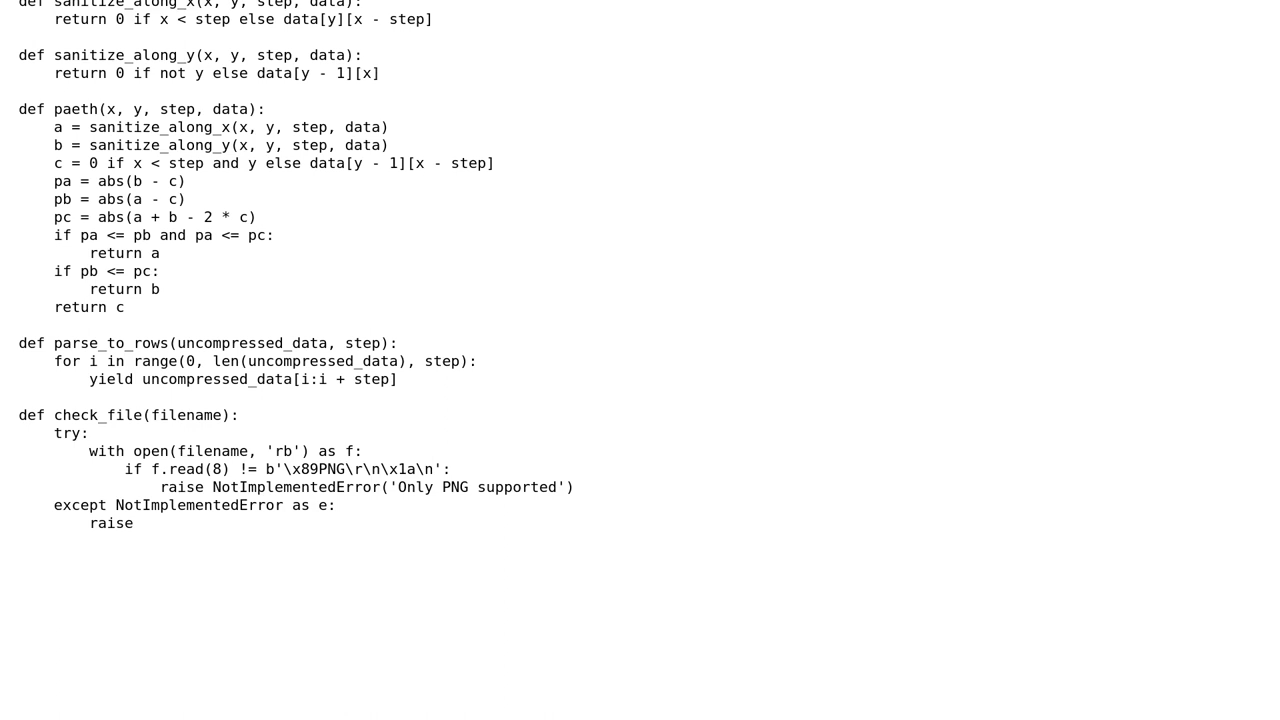 def sanitize_along_x(x, y, step, data):
    return 0 if x < step else data[y][x - step]

def sanitize_along_y(x, y, step, data):
    return 0 if not y else data[y - 1][x]

def paeth(x, y, step, data):
    a = sanitize_along_x(x, y, step, data)
    b = sanitize_along_y(x, y, step, data)
    c = 0 if x < step and y else data[y - 1][x - step]
    pa = abs(b - c)
    pb = abs(a - c)
    pc = abs(a + b - 2 * c)
    if pa <= pb and pa <= pc:
        return a
    if pb <= pc:
        return b
    return c

def parse_to_rows(uncompressed_data, step):
    for i in range(0, len(uncompressed_data), step):
        yield uncompressed_data[i:i + step]

def check_file(filename):
    try:
        with open(filename, 'rb') as f:
            if f.read(8) != b'\x89PNG\r\n\x1a\n':
                raise NotImplementedError('Only PNG supported')
    except NotImplementedError as e:
        raise